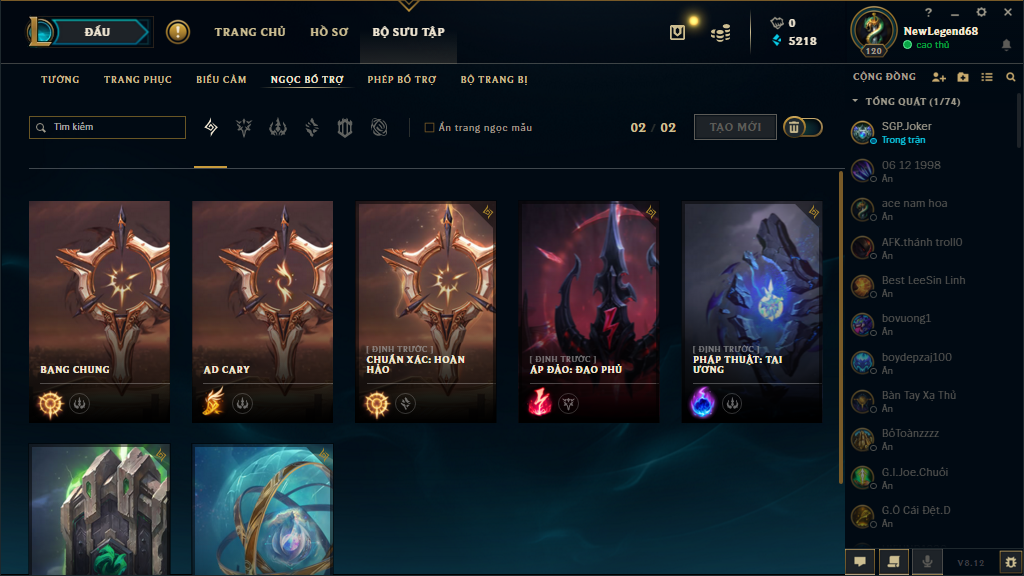 ĐẤU
TRANG CHỦ
HỒ SƠ
BỘ SƯU TẬP
0
5218
120
NewLegend68
cao thủ
TƯỚNG
TRANG PHỤC
BIỂU CẢM
NGỌC BỔ TRỢ
PHÉP BỔ TRỢ
BỘ TRANG BỊ
Tìm kiếm
Ẩn trang ngọc mẫu
02 / 02
TẠO MỚI
CỘNG ĐỒNG
TỔNG QUÁT (1/74)
SGP.Joker
Trong trận
06 12 1998
Ẩn
ace nam hoa
Ẩn
AFK.thánh troll0
Ẩn
Best LeeSin Linh
Ẩn
bovuong1
Ẩn
boydepzaj100
Ẩn
Bàn Tay Xạ Thủ
Ẩn
BốToànzzzz
Ẩn
G.I.Joe.Chuối
Ẩn
G.Ô Cái Đệt.D
Ẩn
BANG CHUNG
AD CARY
[ ĐỊNH TRƯỚC ]
CHUẨN XÁC: HOÀN
HẢO
[ ĐỊNH TRƯỚC ]
ÁP ĐẢO: ĐAO PHỦ
[ ĐỊNH TRƯỚC ]
PHÁP THUẬT: TAI
ƯƠNG
V8.12